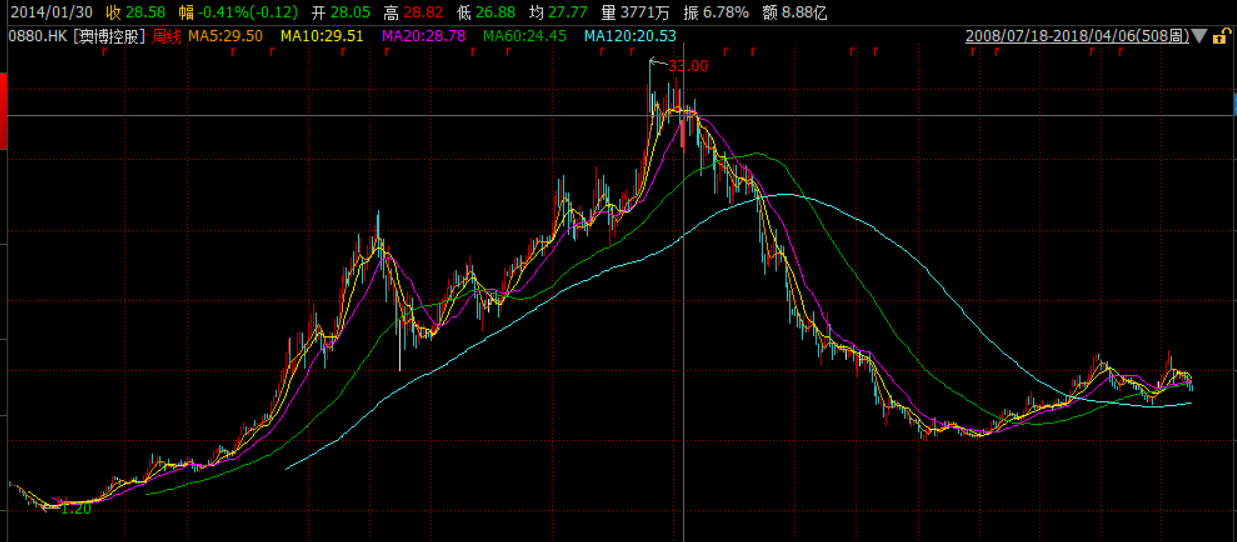 2014/01/30 收 28.58 幅 -0.41%(-0.12) 开 28.05 高 28.82 低 26.88 均 27.77 量 3771万 振 6.78% 额 8.88亿
0880.HK [澳博控股] 周线 MA5:29.50 MA10:29.51 MA20:28.78 MA60:24.45 MA120:20.53 2008/07/18-2018/04/06(508周)
r r r r r r r r r r r r r r r r
33.00
1.20